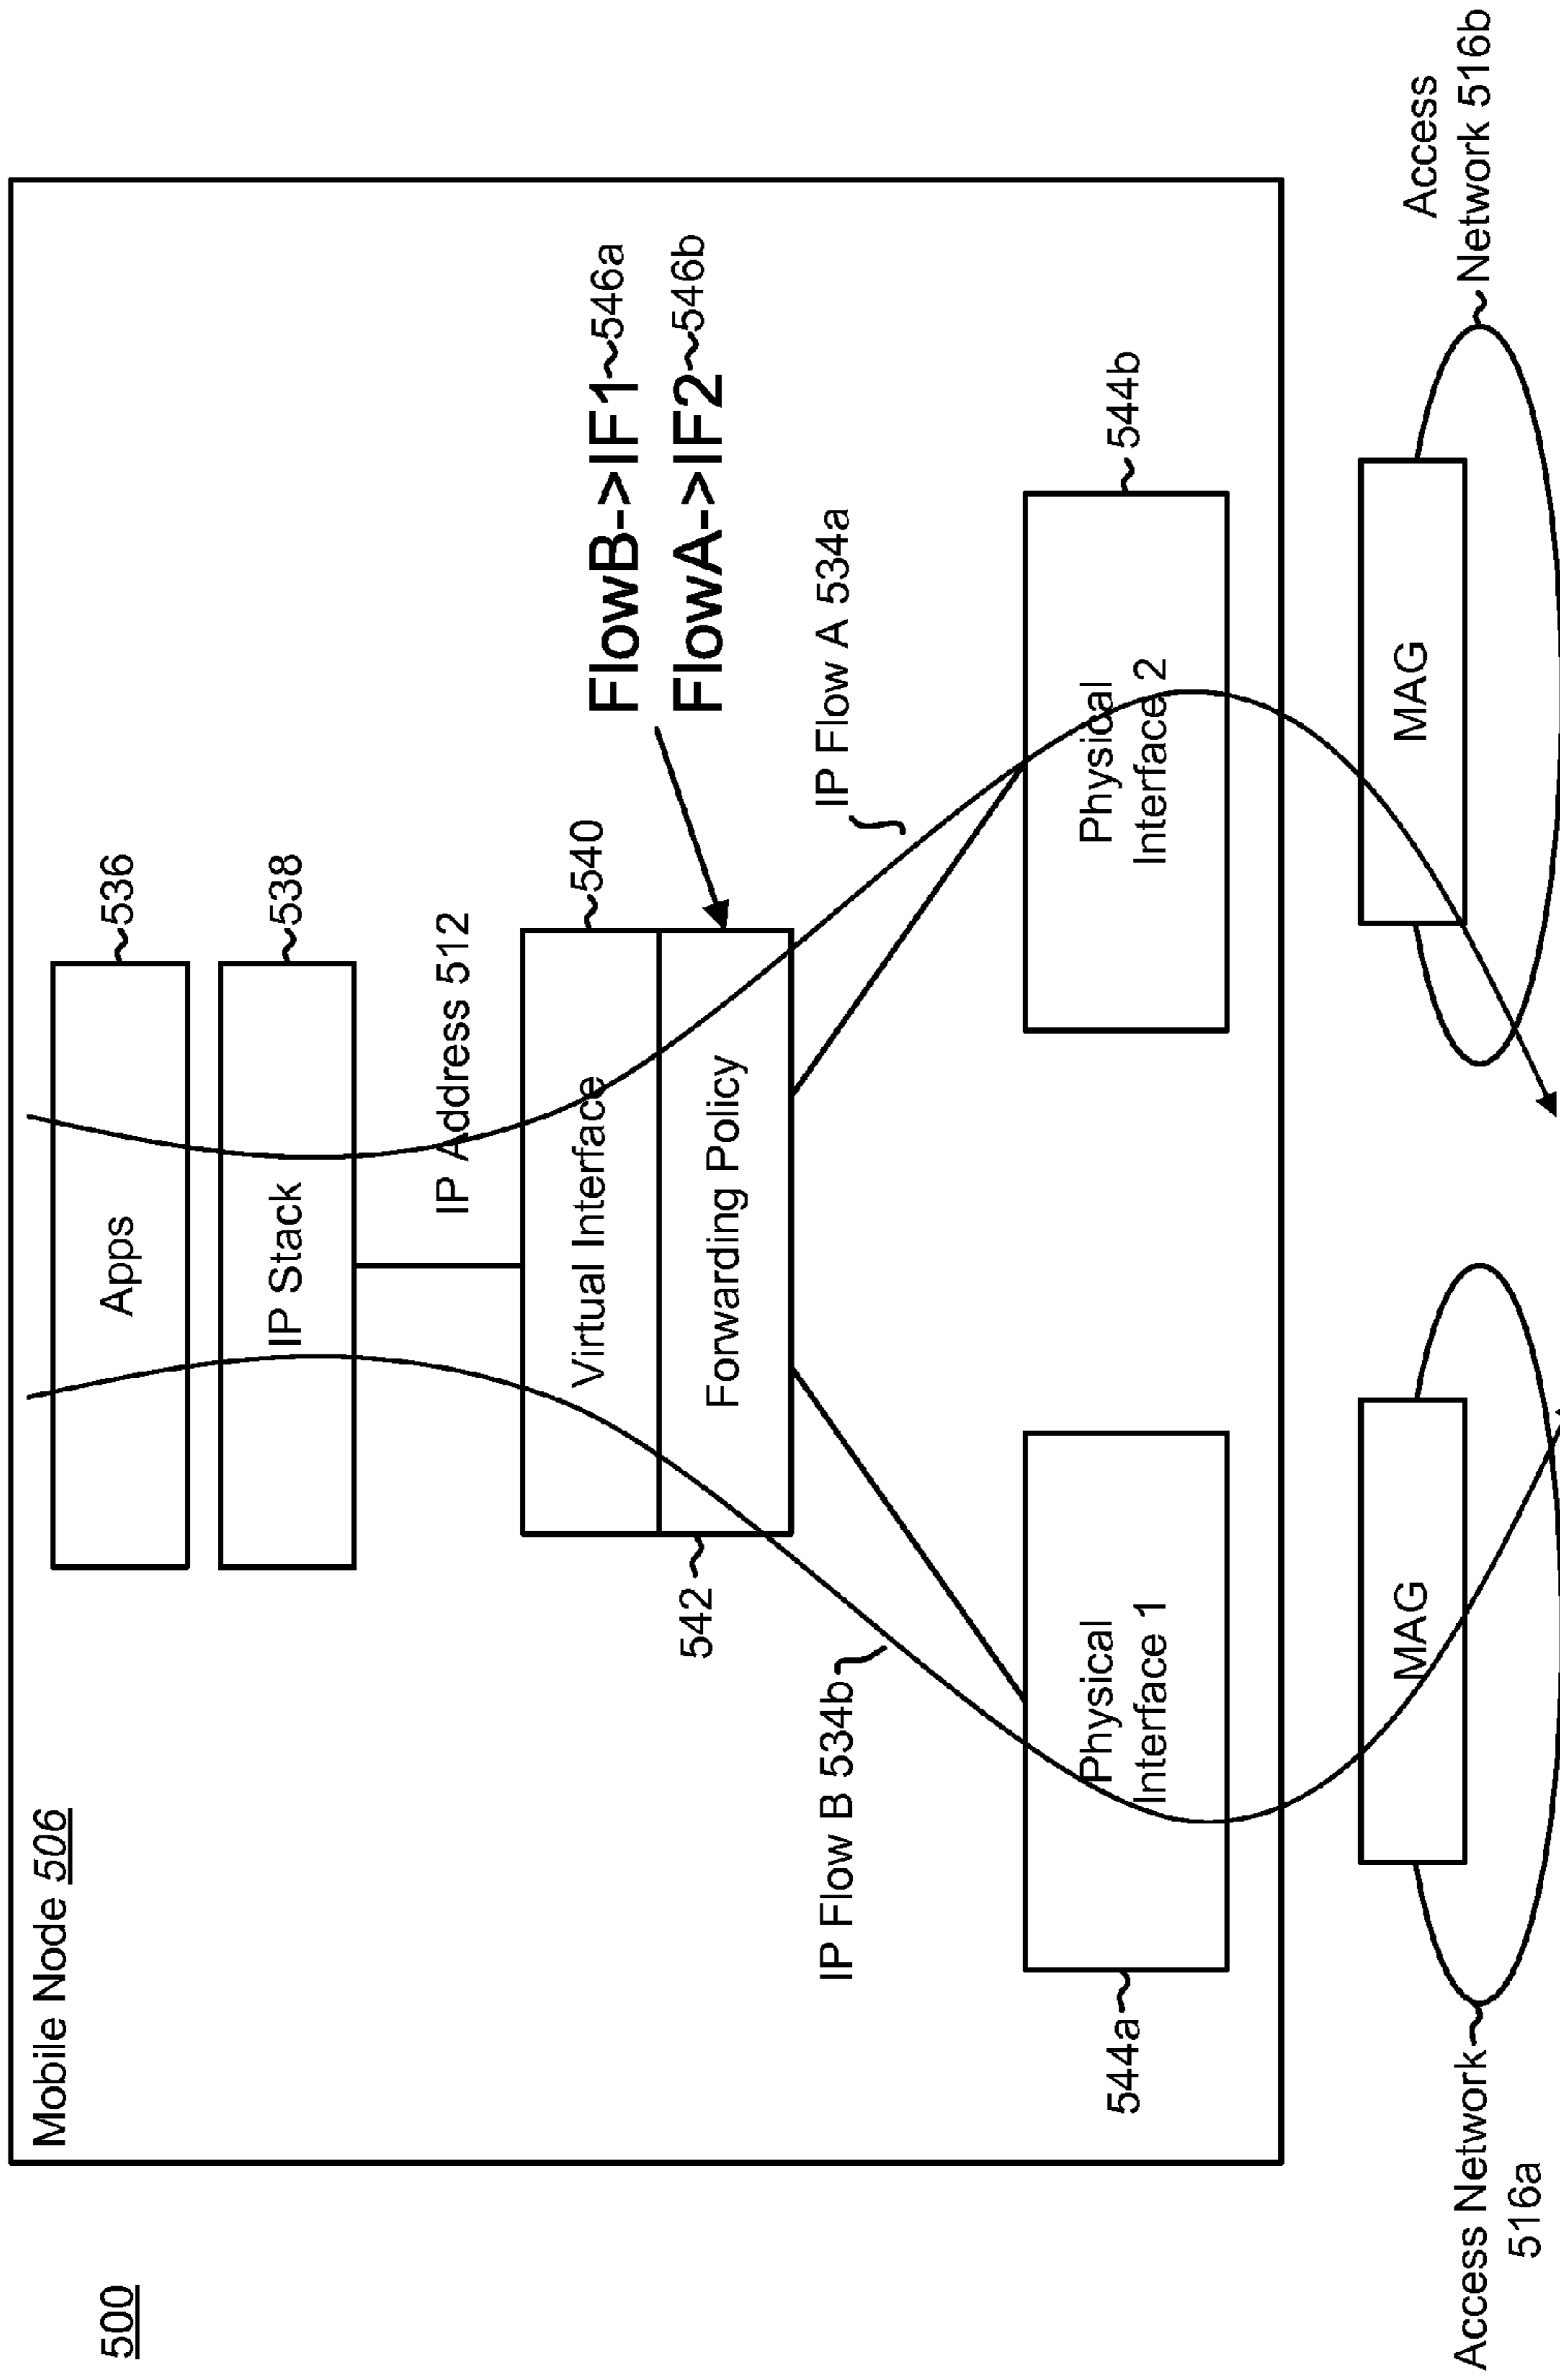 500
Mobile Node 506
Apps
536
IP Stack
538
IP Address 512
Virtual Interface
540
Forwarding Policy
542
FlowB->IF1
546a
FlowA->IF2
546b
IP Flow B 534b
IP Flow A 534a
Physical
Interface 1
544a
Physical
Interface 2
544b
MAG
MAG
Access Network
516a
Access
Network 516b